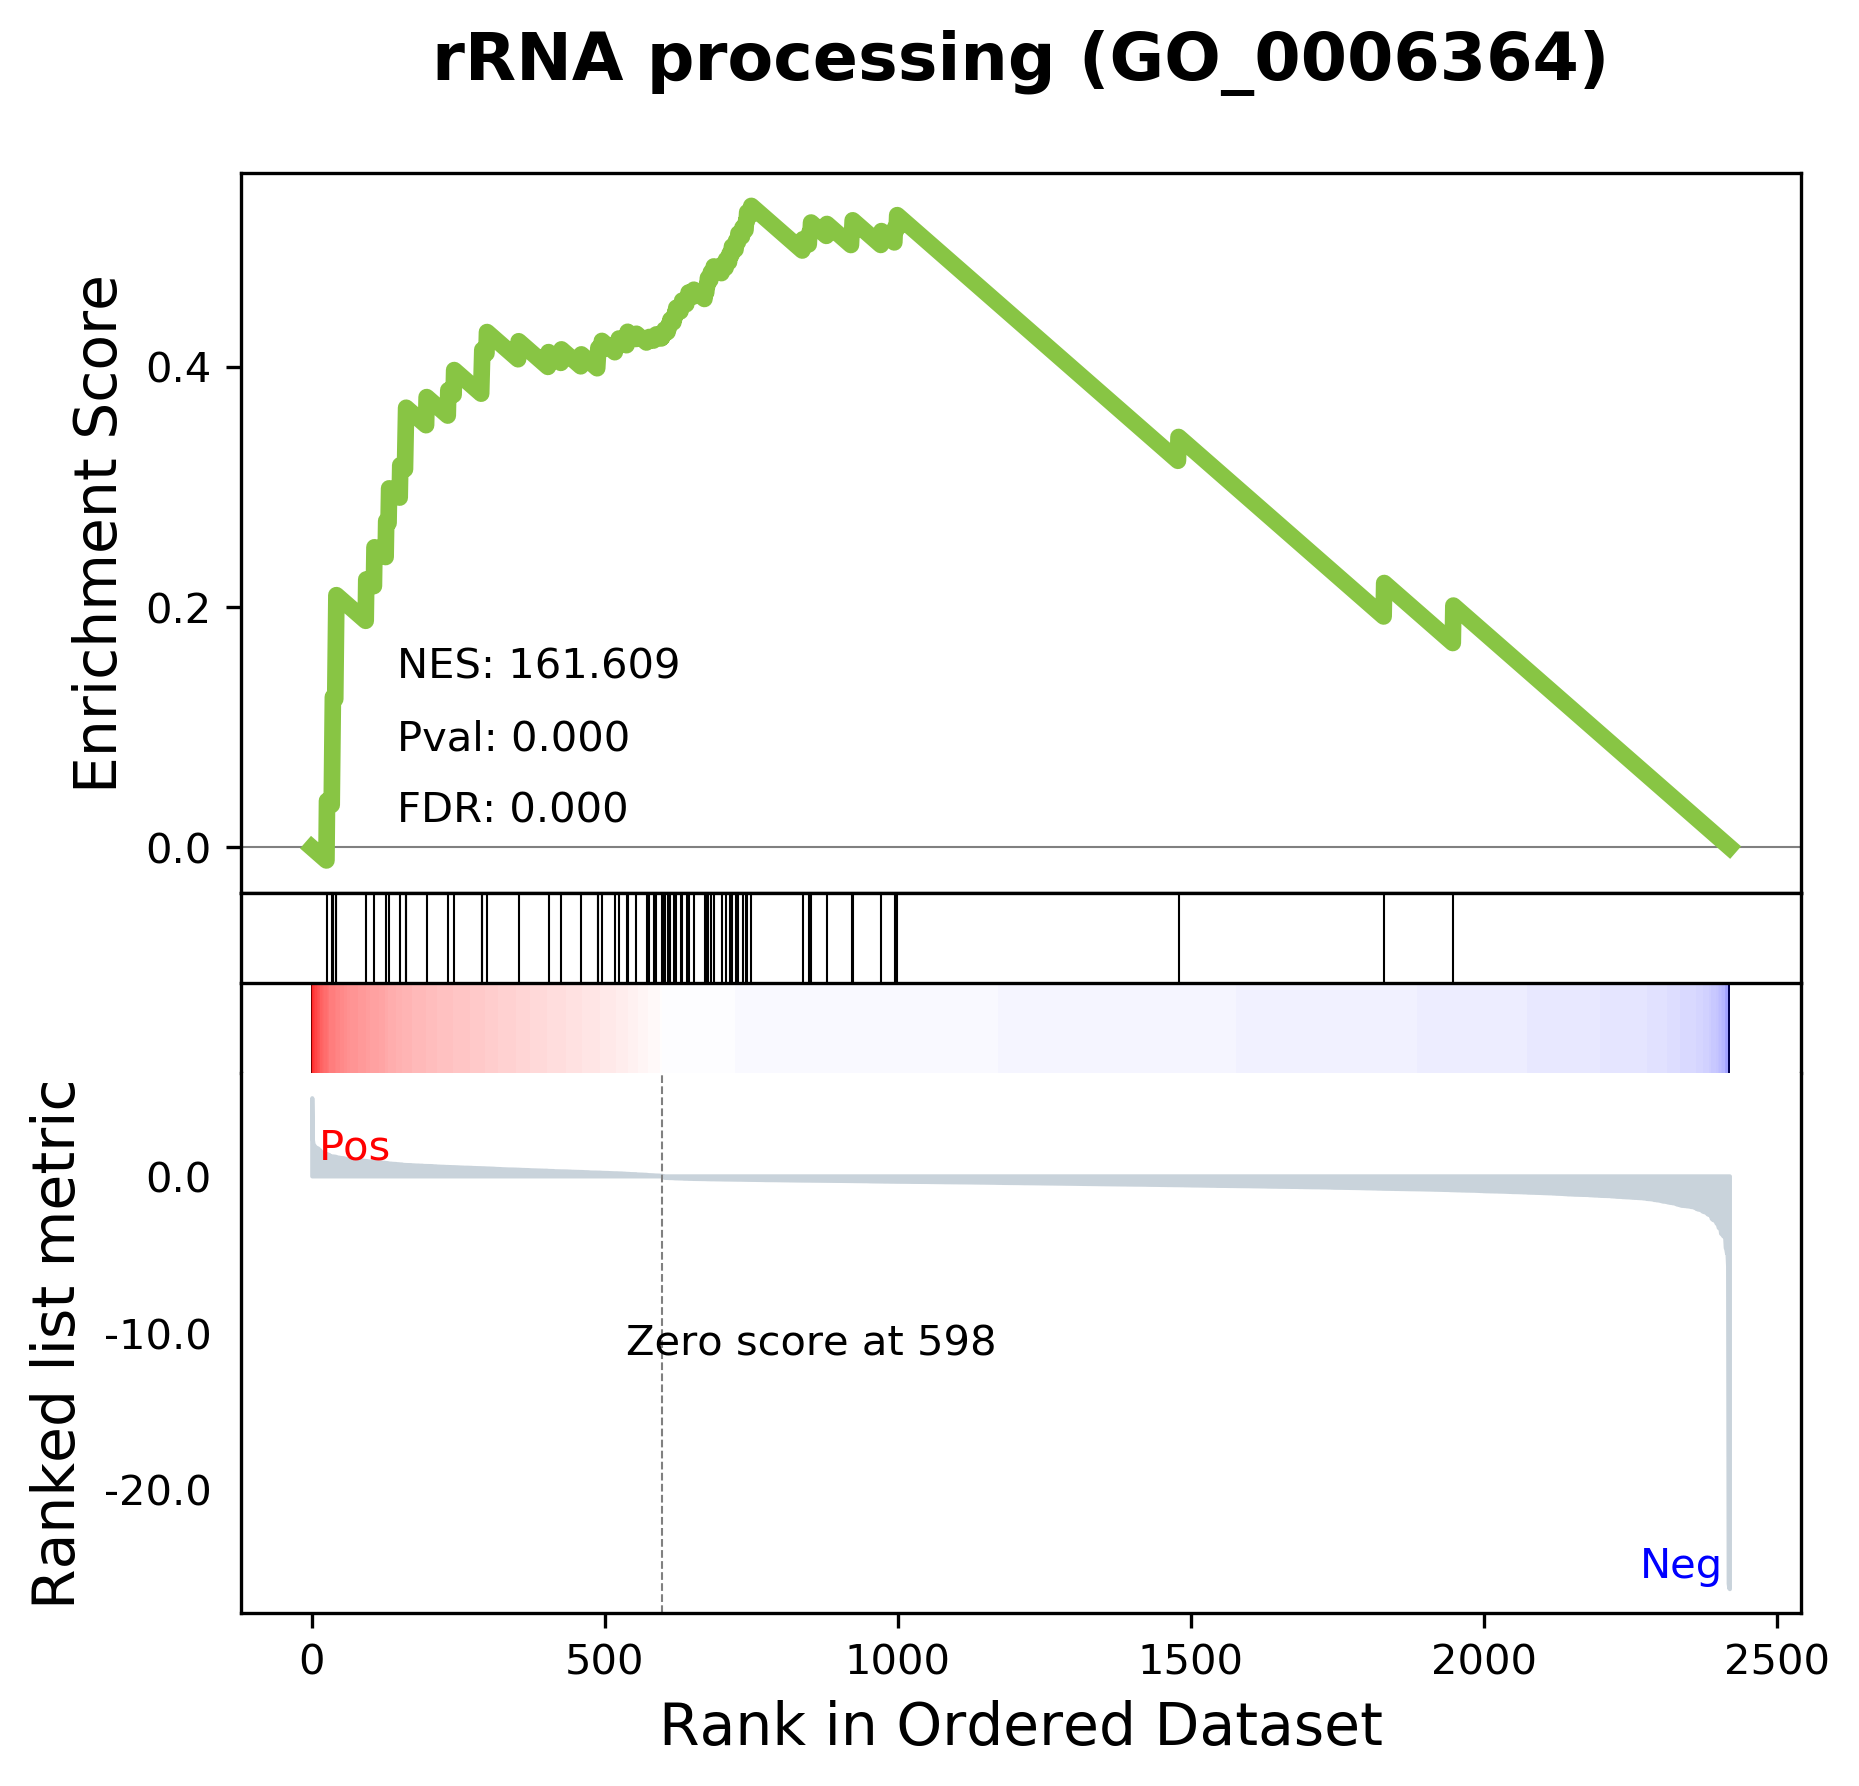 rRNA processing (GO_0006364)
Enrichment Score
0.4
0.2
0.0
NES: 161.609
Pval: 0.000
FDR: 0.000
Ranked list metric
0.0
-10.0
-20.0
Pos
Zero score at 598
Neg
0 500 1000 1500 2000 2500
Rank in Ordered Dataset